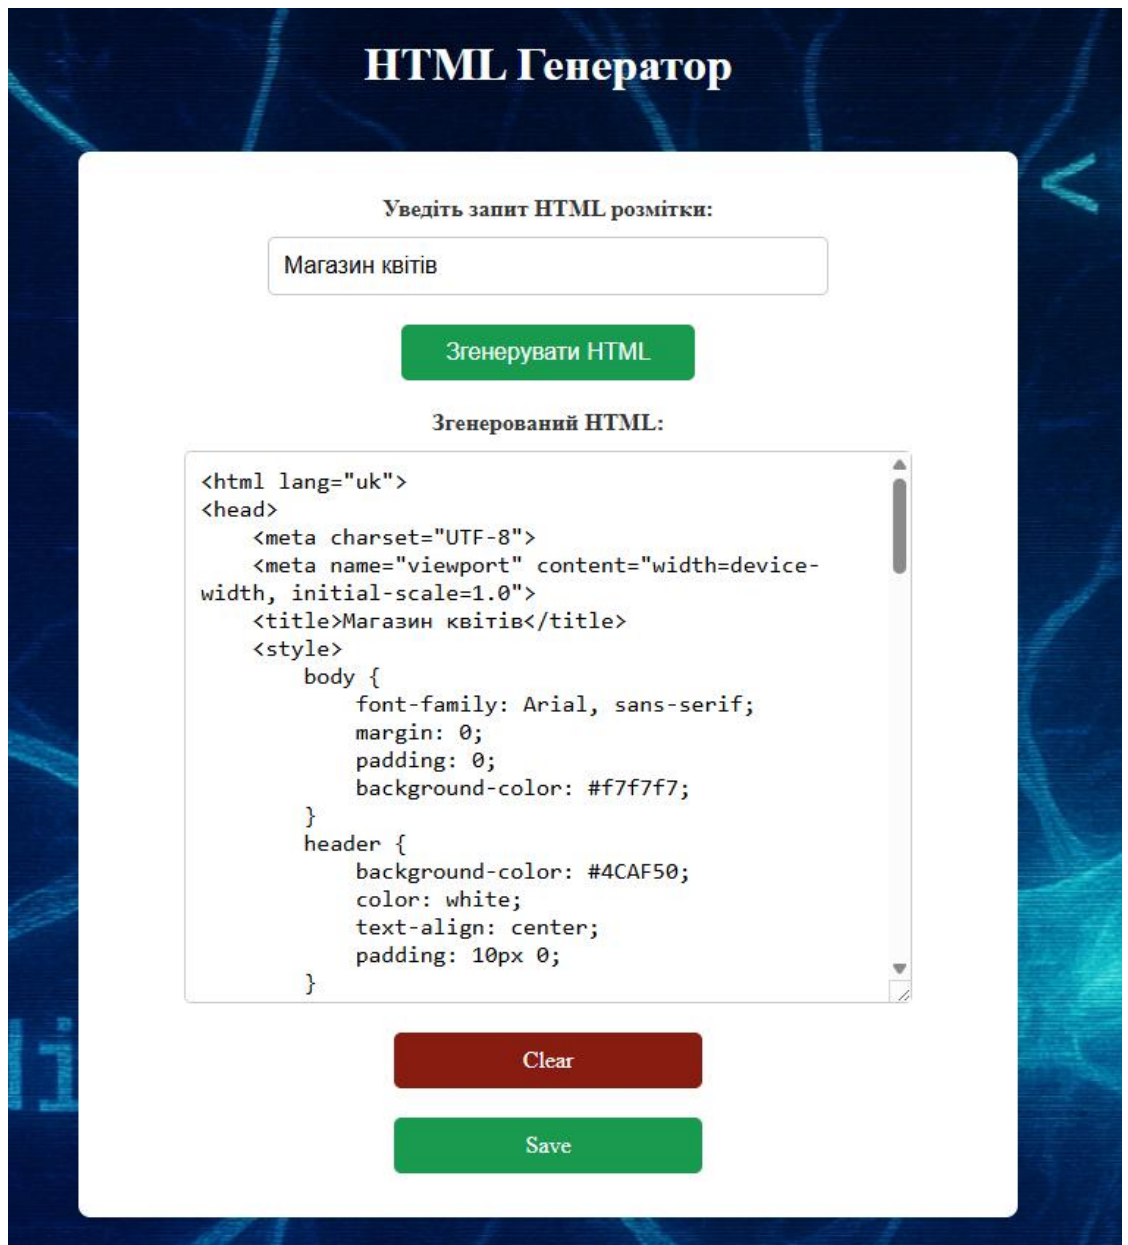 HTML Генератор
<
Уведіть запит HTML розмітки:
Магазин квітів
Згенерувати HTML
Згенерований HTML:
<html lang="uk">
<head>
    <meta charset="UTF-8">
    <meta name="viewport" content="width=device-
width, initial-scale=1.0">
    <title>Магазин квітів</title>
    <style>
        body {
            font-family: Arial, sans-serif;
            margin: 0;
            padding: 0;
            background-color: #f7f7f7;
        }
        header {
            background-color: #4CAF50;
            color: white;
            text-align: center;
            padding: 10px 0;
        }
Clear
Save